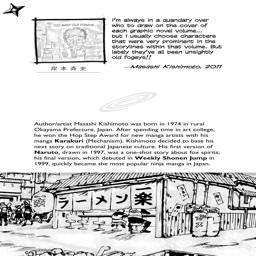 I'm always in a quandary over
who to draw on the cover of
each graphic novel volume...
but I usually choose characters
that were very prominent in the
storylines within that volume. But
lately they've all been unsightly
old fogeys!!
—Masashi Kishimoto, 2011
岸本斉史
Author/artist Masashi Kishimoto was born in 1974 in rural
Okayama Prefecture, Japan. After spending time in art college,
he won the Hop Step Award for new manga artists with his
manga Karakuri (Mechanism). Kishimoto decided to base his
next story on traditional Japanese culture. His first version of
Naruto, drawn in 1997, was a one-shot story about fox spirits;
his final version, which debuted in Weekly Shonen Jump in
1999, quickly became the most popular ninja manga in Japan.
ラーメン一楽